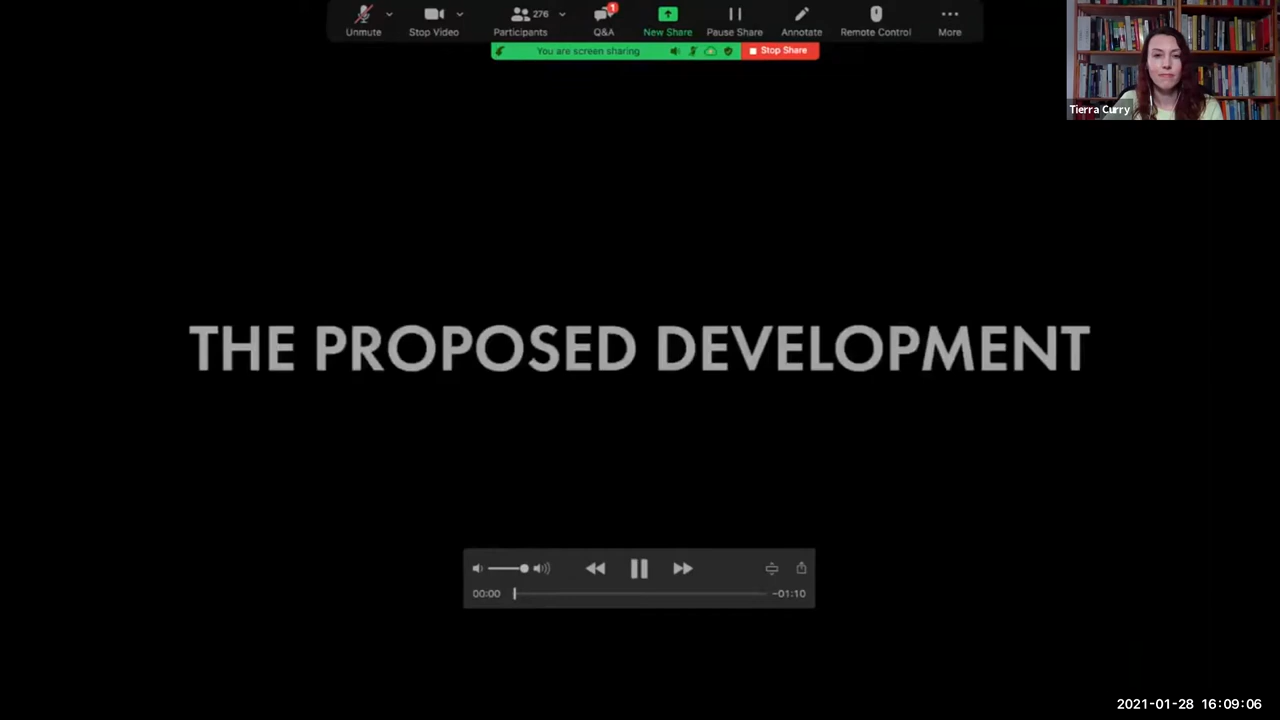 276
1
Unmute Stop Video Participants Q&A New Share Pause Share Annotate Remote Control More
You are screen sharing Stop Share
Tierra Curry
THE PROPOSED DEVELOPMENT
00:00 -01:10
2021-01-28 16:09:06